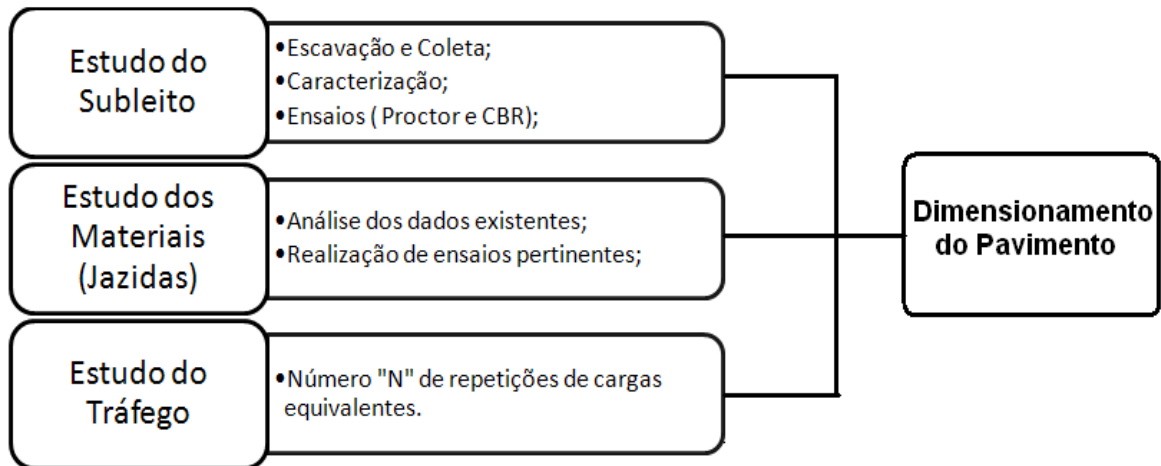 Estudo do
Subleito
•Escavação e Coleta;
•Caracterização;
•Ensaios ( Proctor e CBR);
Estudo dos
Materiais
(Jazidas)
•Análise dos dados existentes;
•Realização de ensaios pertinentes;
Estudo do
Tráfego
•Número "N" de repetições de cargas
equivalentes.
Dimensionamento
do Pavimento